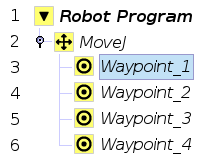 1 Robot Program
2 MoveJ
3 Waypoint_1
4 Waypoint_2
5 Waypoint_3
6 Waypoint_4